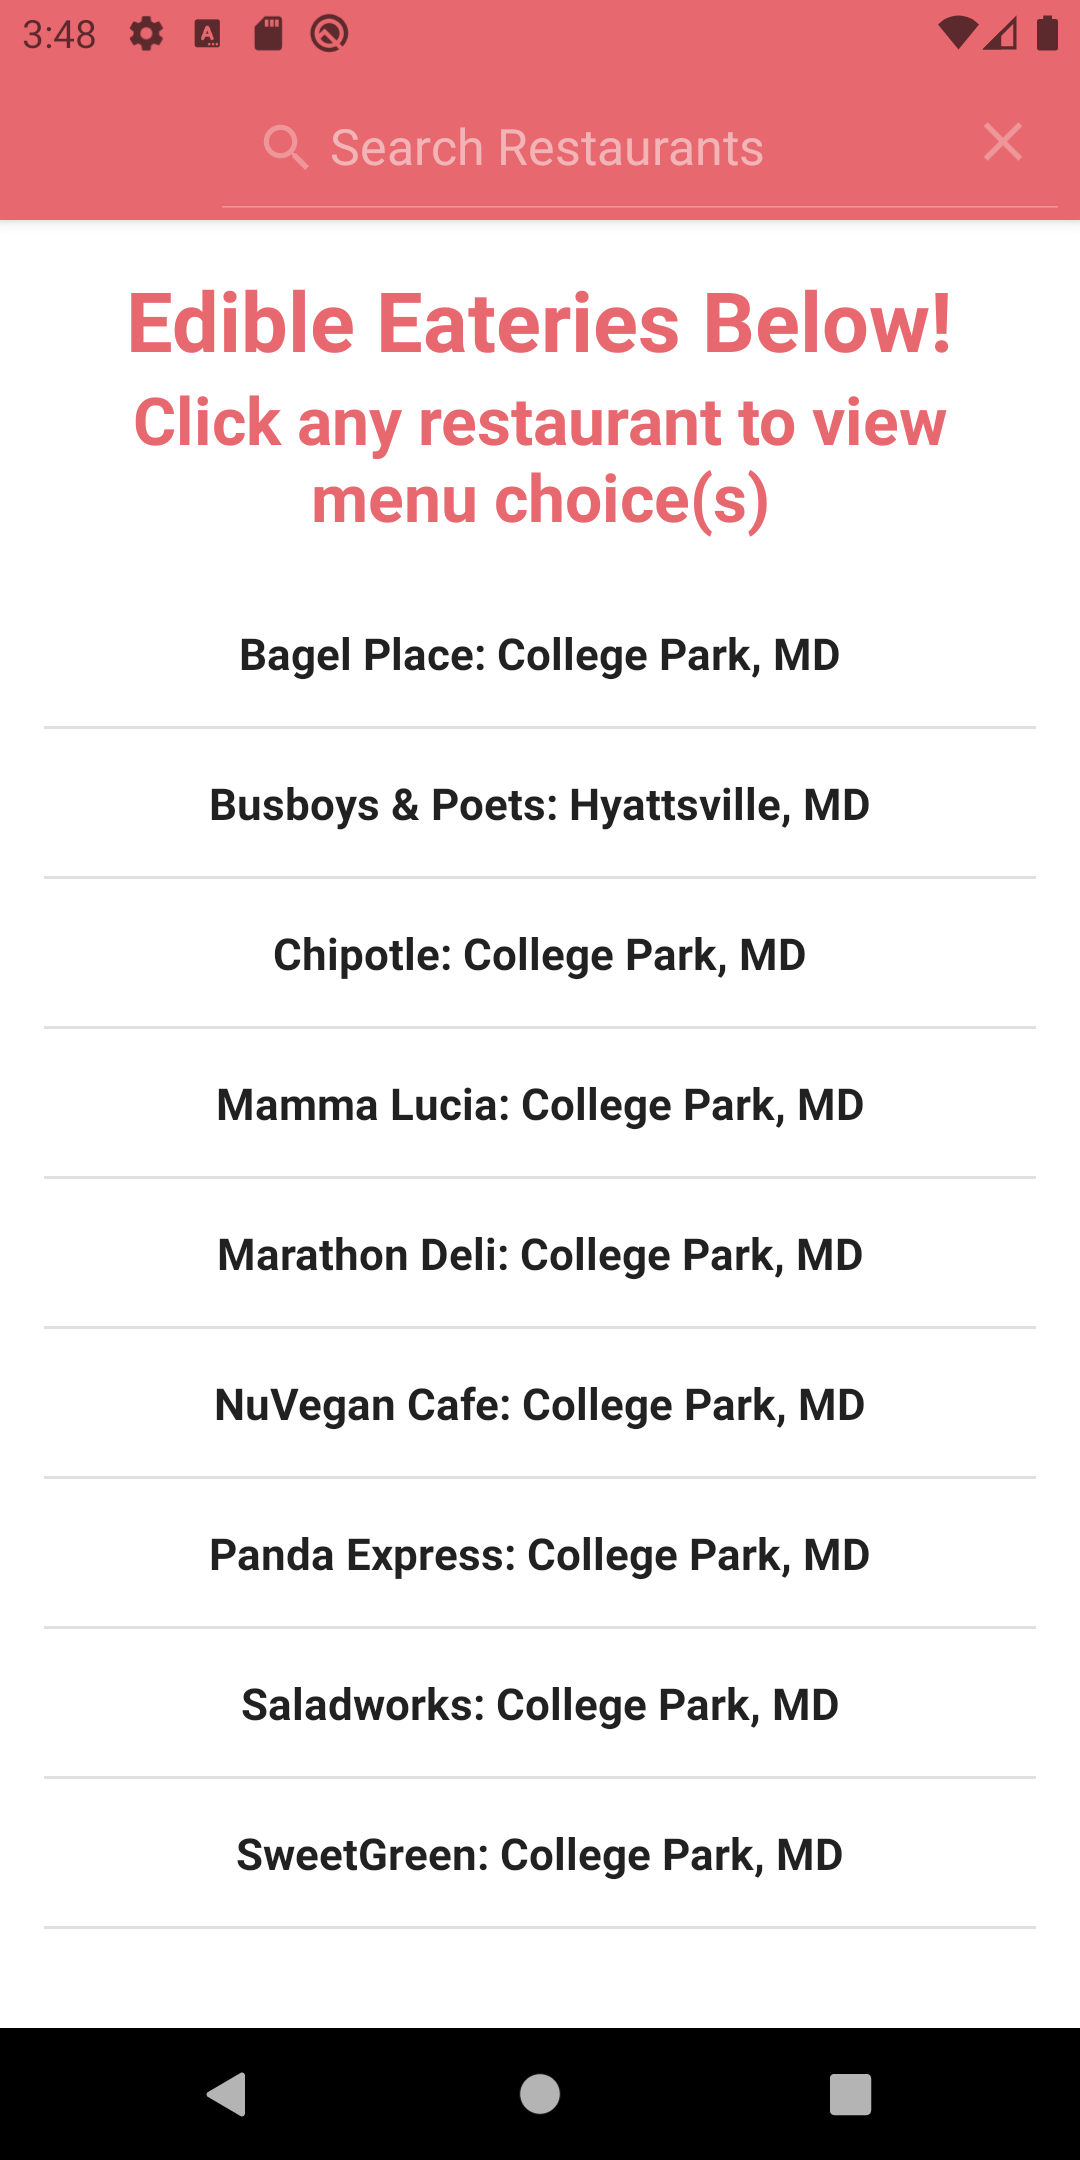 3:48
Search Restaurants
Edible Eateries Below!
Click any restaurant to view
menu choice(s)
Bagel Place: College Park, MD
Busboys & Poets: Hyattsville, MD
Chipotle: College Park, MD
Mamma Lucia: College Park, MD
Marathon Deli: College Park, MD
NuVegan Cafe: College Park, MD
Panda Express: College Park, MD
Saladworks: College Park, MD
SweetGreen: College Park, MD